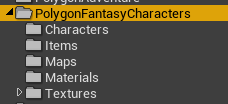 PolygonFantasyCharacters
Characters
Items
Maps
Materials
Textures